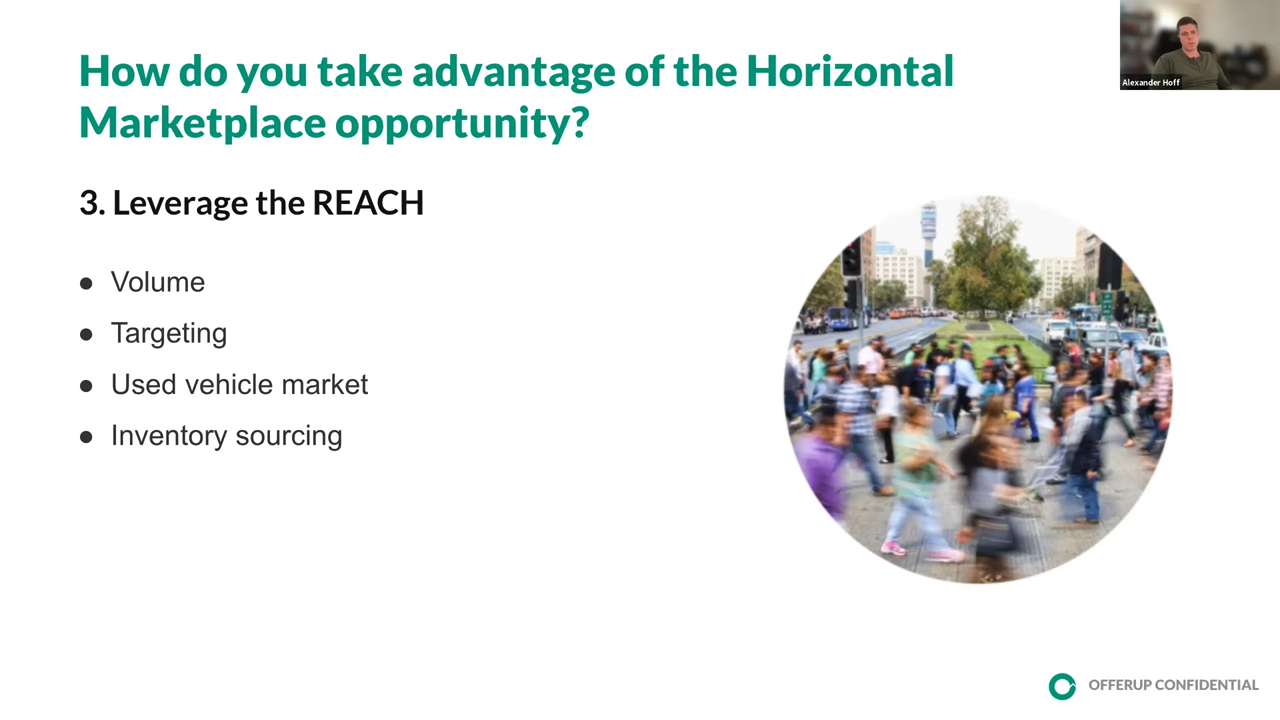 How do you take advantage of the Horizontal
Marketplace opportunity?
Alexander Hoff
3. Leverage the REACH
● Volume
● Targeting
● Used vehicle market
● Inventory sourcing
OFFERUP CONFIDENTIAL